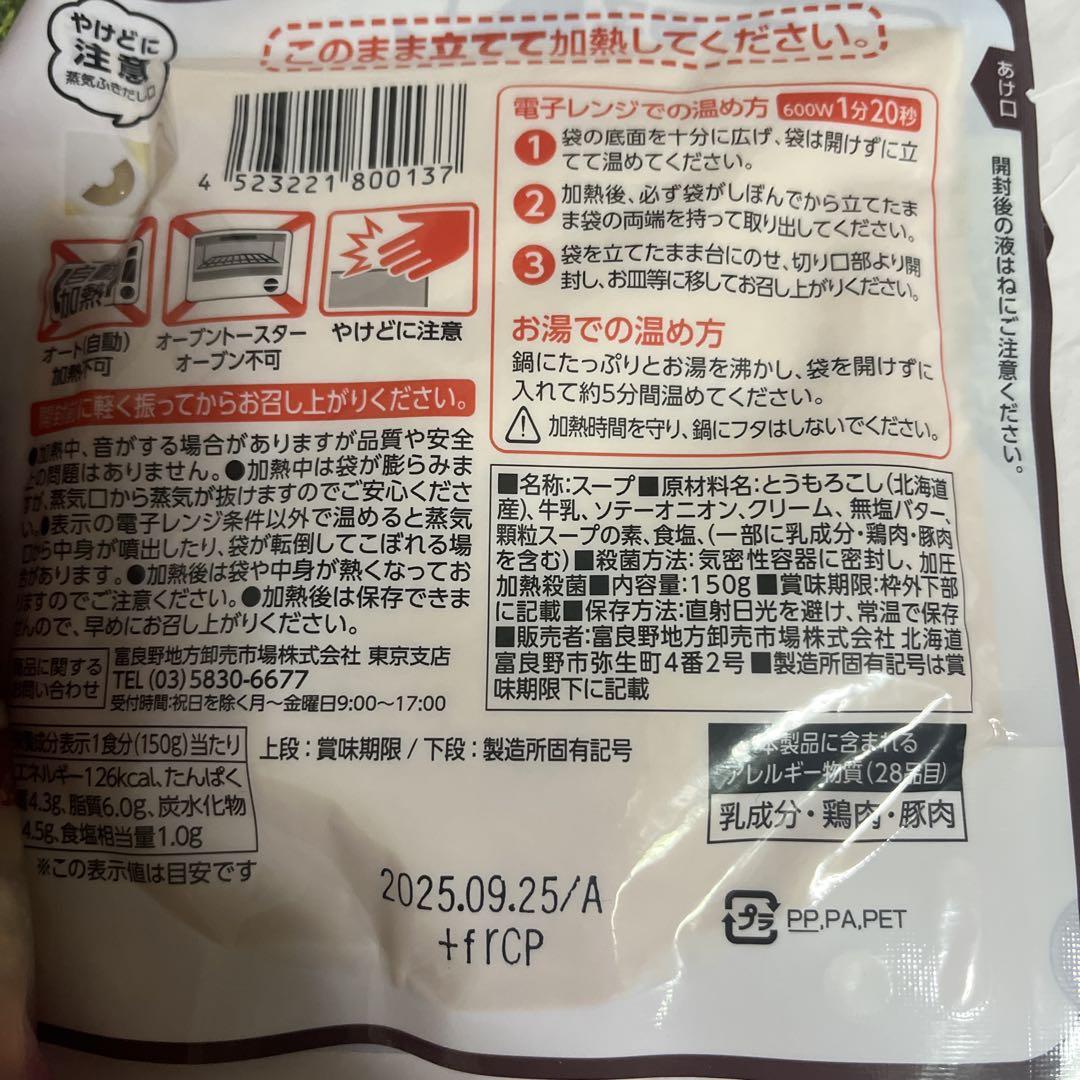 やけどに
注意
蒸気ふきだし口
このまま立てて加熱してください。
あけ口
開封後の液はねにご注意ください。
4 523221 800137
電子レンジでの温め方 600W 1分20秒
1 袋の底面を十分に広げ、袋は開けずに立
てて温めてください。
2 加熱後、必ず袋がしぼんでから立てたま
ま袋の両端を持って取り出してください。
3 袋を立てたまま台にのせ、切り口部より開
封し、お皿等に移してお召し上がりください。
お湯での温め方
鍋にたっぷりとお湯を沸かし、袋を開けずに
入れて約5分間温めてください。
加熱時間を守り、鍋にフタはしないでください。
自動
加熱
オート(自動)
加熱不可
オーブントースター
オーブン不可
やけどに注意
開封前に軽く振ってからお召し上がりください。
●加熱中、音がする場合がありますが品質や安全
上の問題はありません。●加熱中は袋が膨らみま
すが、蒸気口から蒸気が抜けますのでご安心くださ
い。●表示の電子レンジ条件以外で温めると蒸気
口から中身が噴出したり、袋が転倒してこぼれる場
合があります。●加熱後は袋や中身が熱くなってお
りますのでご注意ください。●加熱後は保存できま
せんので、早めにお召し上がりください。
商品に関する
お問い合わせ
富良野地方卸売市場株式会社 東京支店
TEL (03) 5830-6677
受付時間:祝日を除く月〜金曜日9:00〜17:00
■名称:スープ■原材料名:とうもろこし(北海道
産)、牛乳、ソテーオニオン、クリーム、無塩バター、
顆粒スープの素、食塩、(一部に乳成分・鶏肉・豚肉
を含む)■殺菌方法:気密性容器に密封し、加圧
加熱殺菌■内容量:150g■賞味期限:枠外下部
に記載■保存方法:直射日光を避け、常温で保存
■販売者:富良野地方卸売市場株式会社 北海道
富良野市弥生町4番2号■製造所固有記号は賞
味期限下に記載
成分表示1食分(150g)当たり
エネルギー126kcal、たんぱく
4.3g、脂質6.0g、炭水化物
4.5g、食塩相当量1.0g
※この表示値は目安です
上段:賞味期限/下段:製造所固有記号
本製品に含まれる
アレルギー物質(28品目)
乳成分・鶏肉・豚肉
2025.09.25/A
+frCP
プラ PP,PA,PET